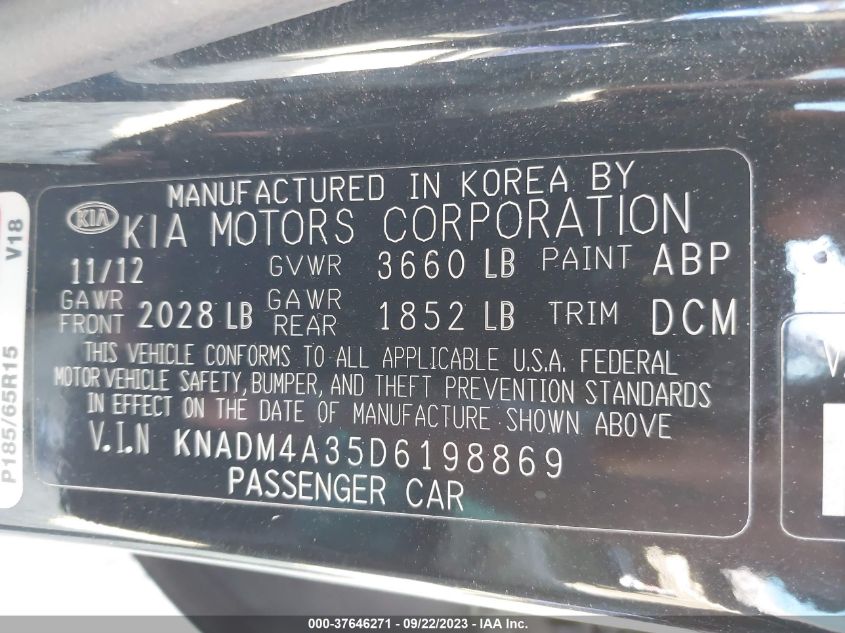 MANUFACTURED IN KOREA BY
KIA KIA MOTORS CORPORATION
11/12 GVWR 3660 LB PAINT ABP
GAWR FRONT 2028 LB GAWR REAR 1852 LB TRIM DCM
THIS VEHICLE CONFORMS TO ALL APPLICABLE U.S.A. FEDERAL
MOTOR VEHICLE SAFETY, BUMPER, AND THEFT PREVENTION STANDARDS
IN EFFECT ON THE DATE OF MANUFACTURE SHOWN ABOVE
V.I.N KNADM4A35D6198869
PASSENGER CAR
P185/65R15 V18
000-37646271 - 09/22/2023 - IAA Inc.